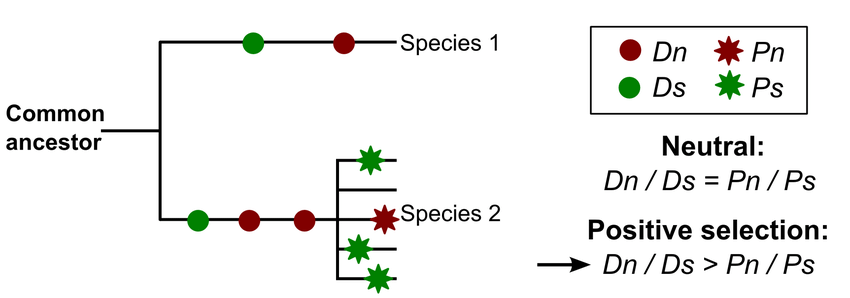 Common
ancestor
Species 1
Species 2
Dn
Pn
Ds
Ps
Neutral:
Dn / Ds = Pn / Ps
Positive selection:
Dn / Ds > Pn / Ps